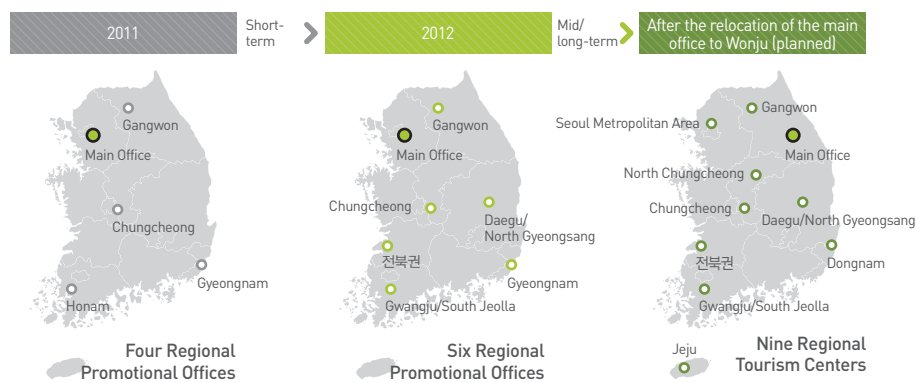 2011
Short-
term
2012
Mid/
long-term
After the relocation of the main
office to Wonju (planned)
Gangwon
Main Office
Chungcheong
Gyeongnam
Honam
Four Regional
Promotional Offices
Gangwon
Main Office
Chungcheong
Daegu/
North Gyeongsang
전북권
Gyeongnam
Gwangju/South Jeolla
Six Regional
Promotional Offices
Gangwon
Seoul Metropolitan Area
Main Office
North Chungcheong
Chungcheong
Daegu/North Gyeongsang
전북권
Dongnam
Gwangju/South Jeolla
Jeju
Nine Regional
Tourism Centers